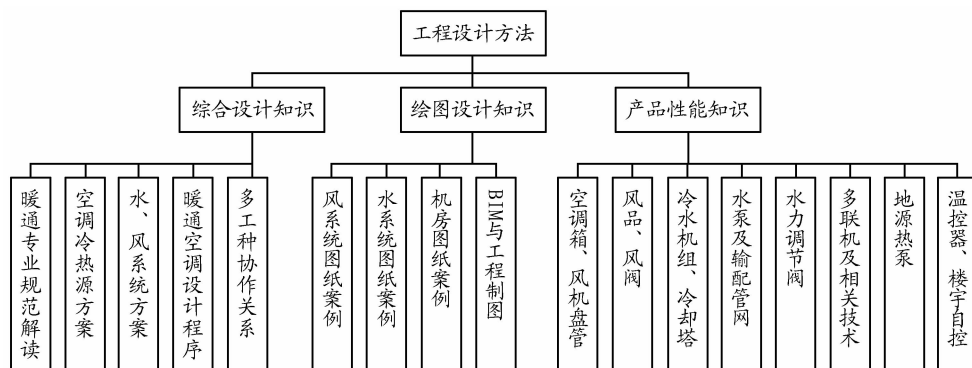 工程设计方法
综合设计知识
绘图设计知识
产品性能知识
暖通专业规范解读
空调冷热源方案
水、风系统方案
暖通空调设计程序
多工种协作关系
风系统图纸案例
水系统图纸案例
机房图纸案例
BIM与工程制图
空调箱、风机盘管
风品、风阀
冷水机组、冷却塔
水泵及输配管网
水力调节阀
多联机及相关技术
地源热泵
温控器、楼宇自控